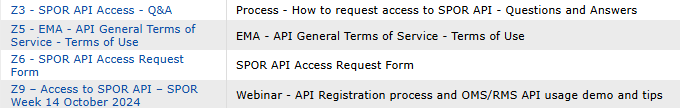 Z3 - SPOR API Access - Q&A
Process - How to request access to SPOR API - Questions and Answers
Z5 - EMA - API General Terms of
Service - Terms of Use
EMA - API General Terms of Service - Terms of Use
Z6 - SPOR API Access Request
Form
SPOR API Access Request Form
Z9 – Access to SPOR API – SPOR
Week 14 October 2024
Webinar - API Registration process and OMS/RMS API usage demo and tips